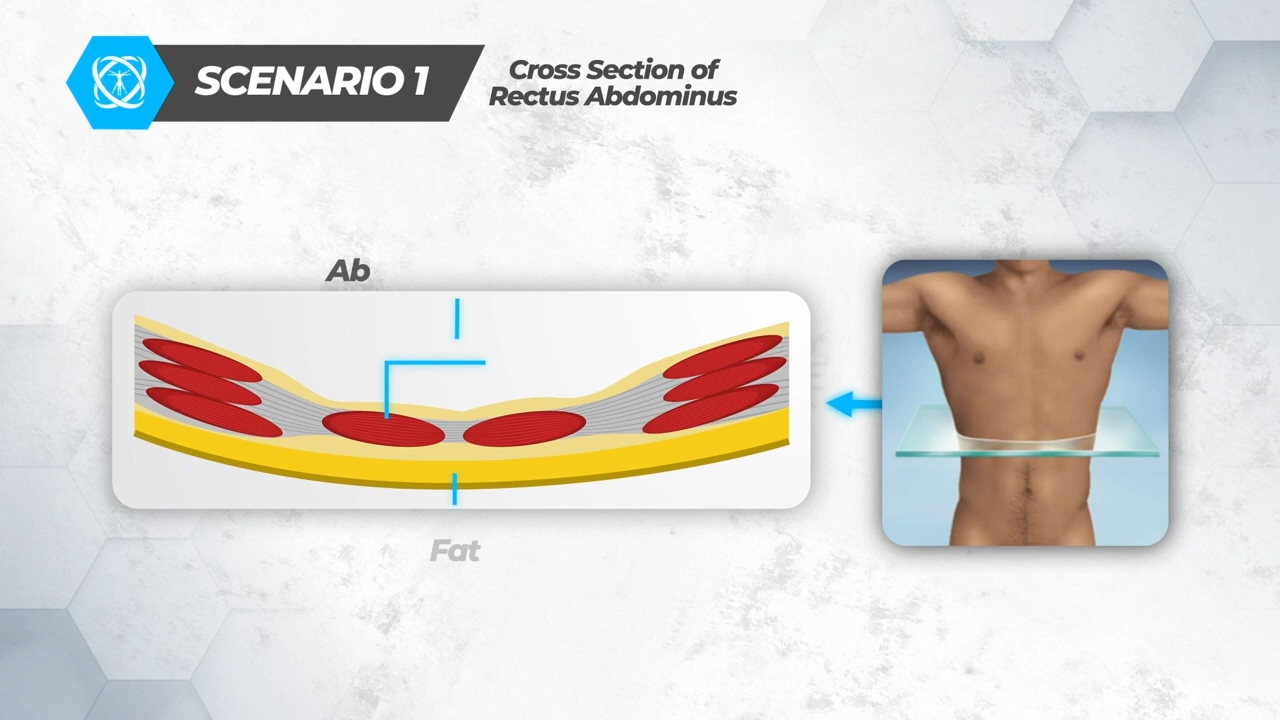 SCENARIO 1
Cross Section of
Rectus Abdominus
Ab
Fat